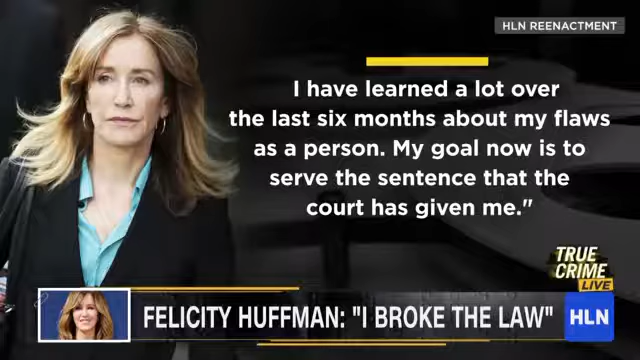 HLN REENACTMENT
I have learned a lot over
the last six months about my flaws
as a person. My goal now is to
serve the sentence that the
court has given me."
TRUE
CRIME
LIVE
FELICITY HUFFMAN: "I BROKE THE LAW"
HLN